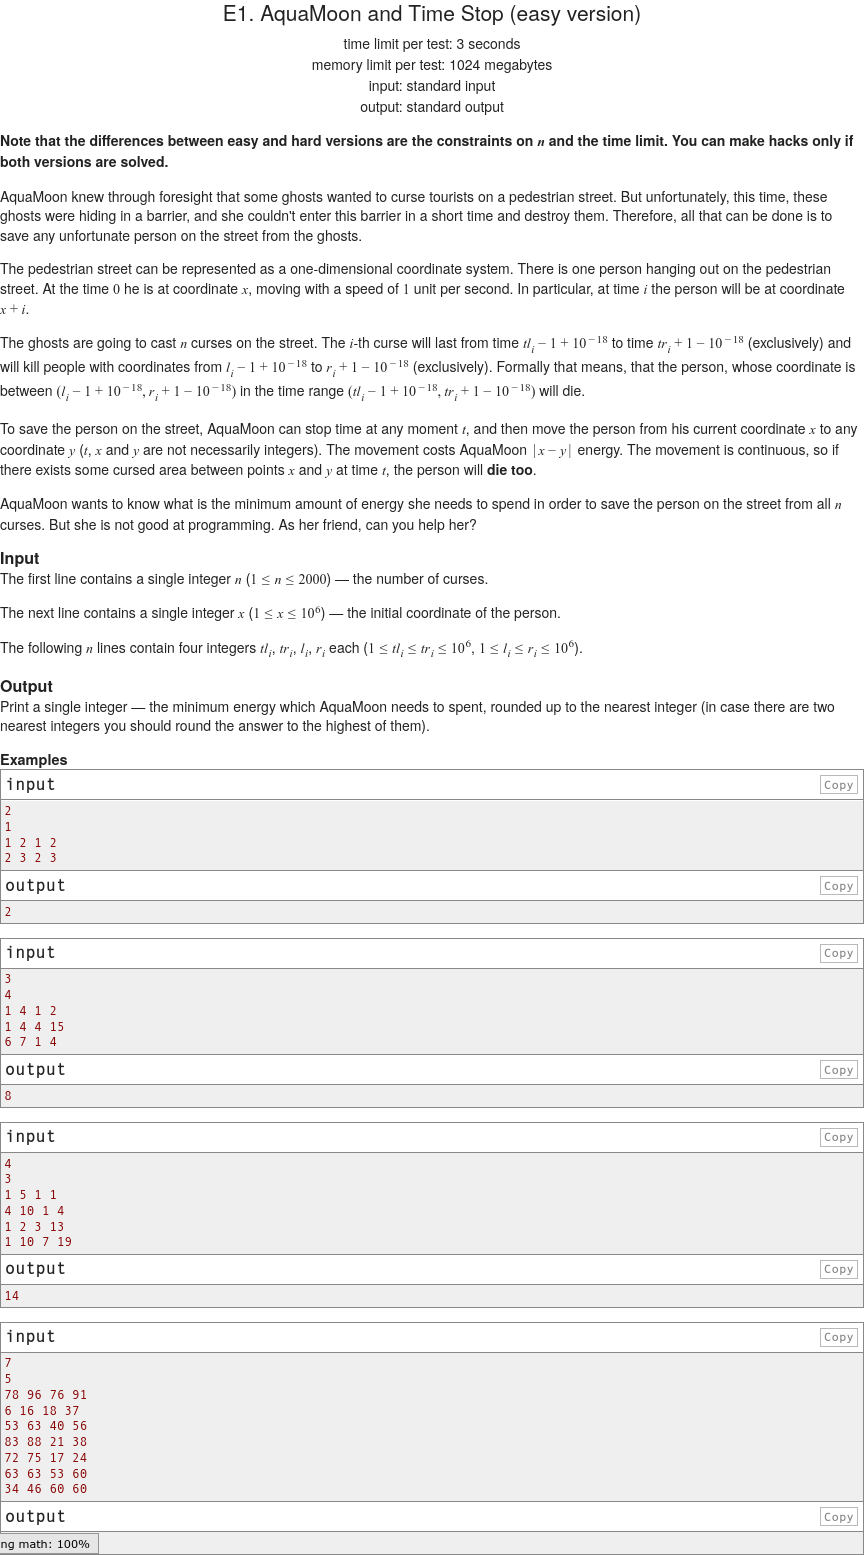 E1. AquaMoon and Time Stop (easy version)
time limit per test: 3 seconds
memory limit per test: 1024 megabytes
input: standard input
output: standard output
Note that the differences between easy and hard versions are the constraints on n and the time limit. You can make hacks only if
both versions are solved.
AquaMoon knew through foresight that some ghosts wanted to curse tourists on a pedestrian street. But unfortunately, this time, these
ghosts were hiding in a barrier, and she couldn't enter this barrier in a short time and destroy them. Therefore, all that can be done is to
save any unfortunate person on the street from the ghosts.
The pedestrian street can be represented as a one-dimensional coordinate system. There is one person hanging out on the pedestrian
street. At the time 0 he is at coordinate x, moving with a speed of 1 unit per second. In particular, at time i the person will be at coordinate
x + i.
The ghosts are going to cast n curses on the street. The i-th curse will last from time tl_i − 1 + 10^{−18} to time tr_i + 1 − 10^{−18} (exclusively) and
will kill people with coordinates from l_i − 1 + 10^{−18} to r_i + 1 − 10^{−18} (exclusively). Formally that means, that the person, whose coordinate is
between (l_i − 1 + 10^{−18}, r_i + 1 − 10^{−18}) in the time range (tl_i − 1 + 10^{−18}, tr_i + 1 − 10^{−18}) will die.
To save the person on the street, AquaMoon can stop time at any moment t, and then move the person from his current coordinate x to any
coordinate y (t, x and y are not necessarily integers). The movement costs AquaMoon |x − y| energy. The movement is continuous, so if
there exists some cursed area between points x and y at time t, the person will die too.
AquaMoon wants to know what is the minimum amount of energy she needs to spend in order to save the person on the street from all n
curses. But she is not good at programming. As her friend, can you help her?
Input
The first line contains a single integer n (1 ≤ n ≤ 2000) — the number of curses.
The next line contains a single integer x (1 ≤ x ≤ 10^6) — the initial coordinate of the person.
The following n lines contain four integers tl_i, tr_i, l_i, r_i each (1 ≤ tl_i ≤ tr_i ≤ 10^6, 1 ≤ l_i ≤ r_i ≤ 10^6).
Output
Print a single integer — the minimum energy which AquaMoon needs to spent, rounded up to the nearest integer (in case there are two
nearest integers you should round the answer to the highest of them).
Examples
input
Copy
2
1
1 2 1 2
2 3 2 3
output
Copy
2
input
Copy
3
4
1 4 1 2
1 4 4 15
6 7 1 4
output
Copy
8
input
Copy
4
3
1 5 1 1
4 10 1 4
1 2 3 13
1 10 7 19
output
Copy
14
input
Copy
7
5
78 96 76 91
6 16 18 37
53 63 40 56
83 88 21 38
72 75 17 24
63 63 53 60
34 46 60 60
output
Copy
ng math: 100%